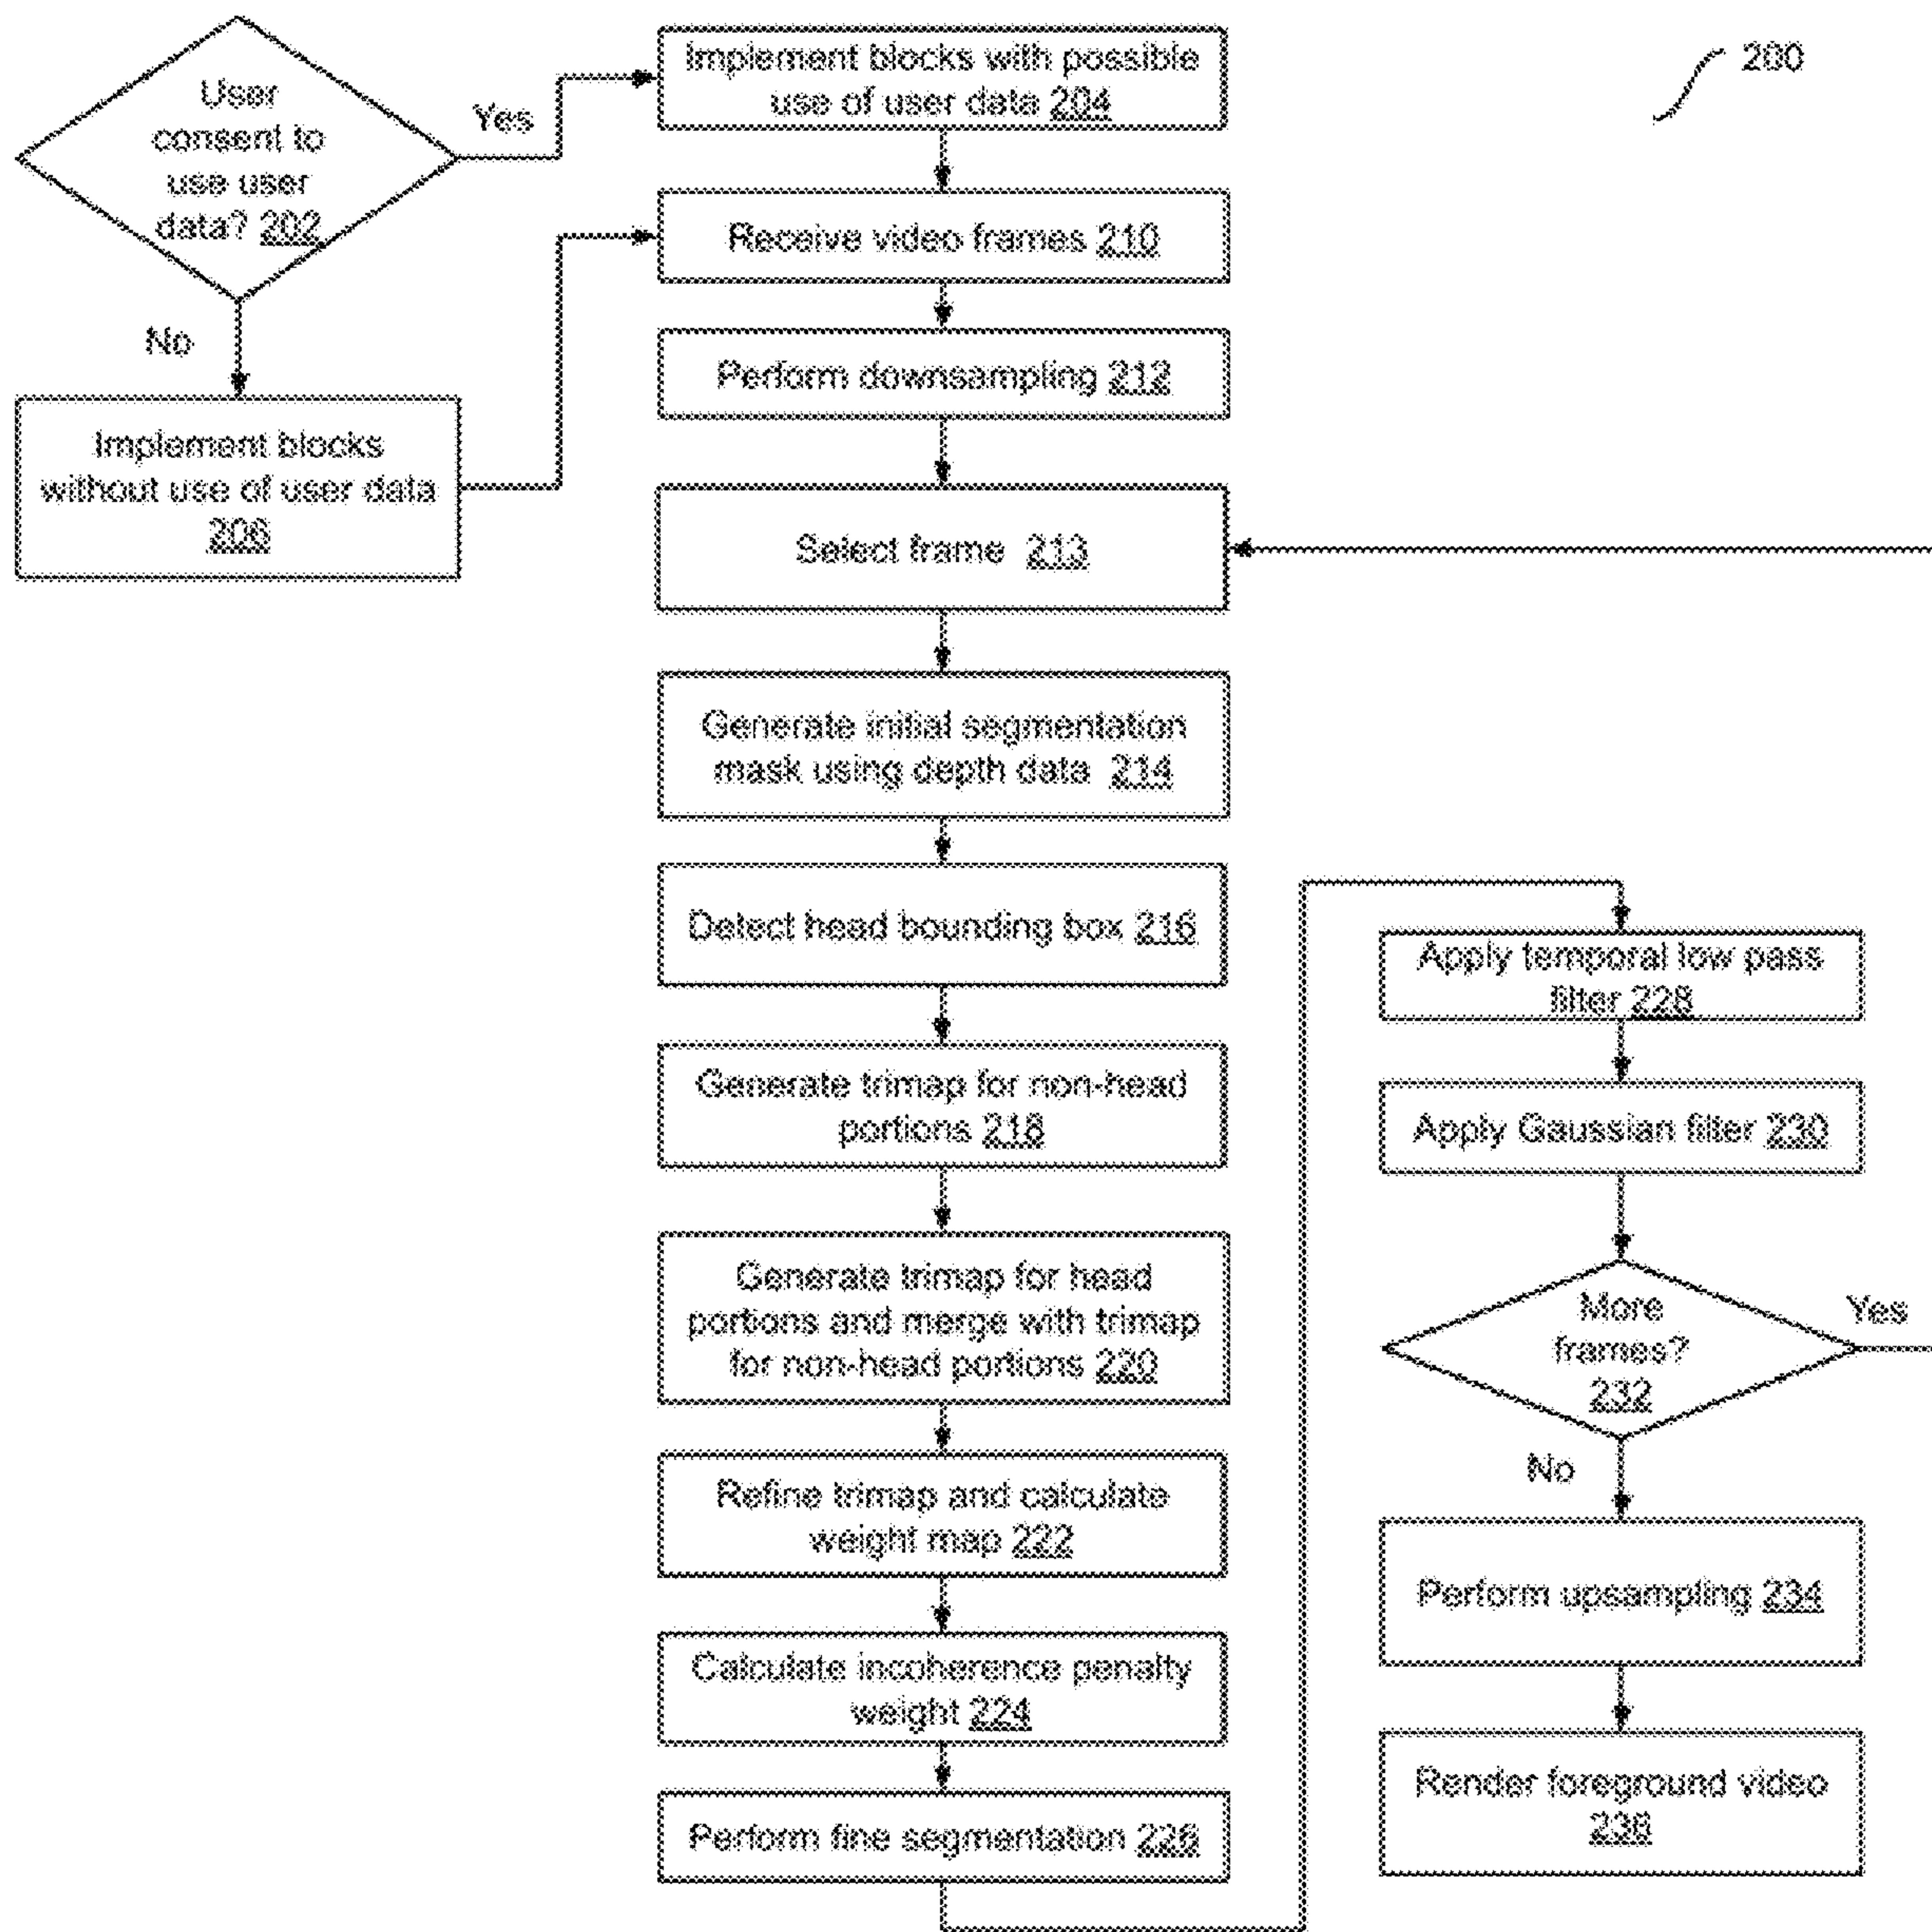 200
User
consent to
use user
data? 202
Yes
No
Implement blocks
without use of user data
206
Implement blocks with possible
use of user data 204
Receive video frames 210
Perform downsampling 212
Select frame 213
Generate initial segmentation
mask using depth data 214
Detect head bounding box 216
Generate trimap for non-head
portions 218
Generate trimap for head
portions and merge with trimap
for non-head portions 220
Refine trimap and calculate
weight map 222
Calculate incoherence penalty
weight 224
Perform fine segmentation 226
Apply temporal low pass
filter 228
Apply Gaussian filter 230
More
frames?
232
Yes
No
Perform upsampling 234
Render foreground video
236